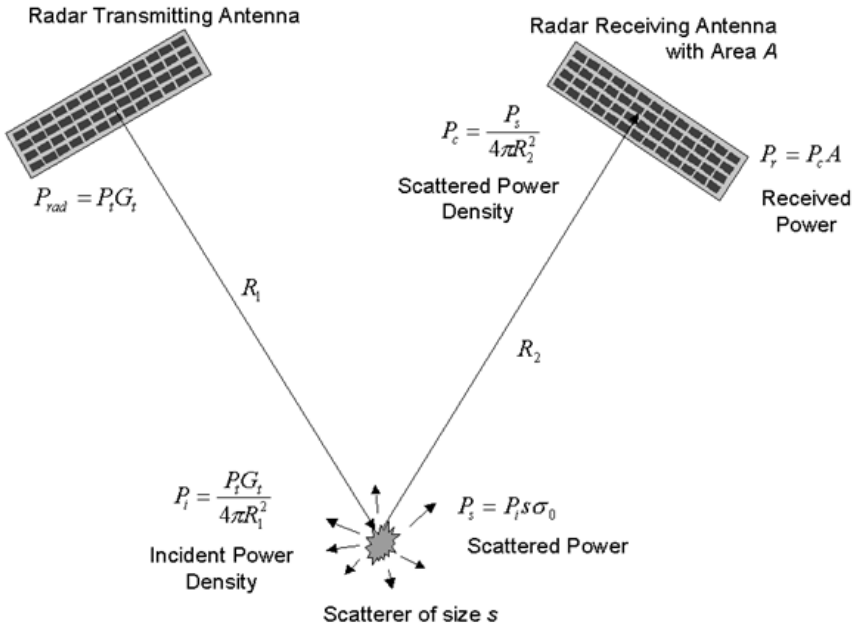 Radar Transmitting Antenna
Radar Receiving Antenna
with Area A
P_rad = P_t G_t
P_c = P_s / 4πR_2^2
Scattered Power
Density
P_r = P_c A
Received
Power
R_1
R_2
P_i = P_t G_t / 4πR_1^2
Incident Power
Density
P_s = P_i sσ_0
Scattered Power
Scatterer of size s